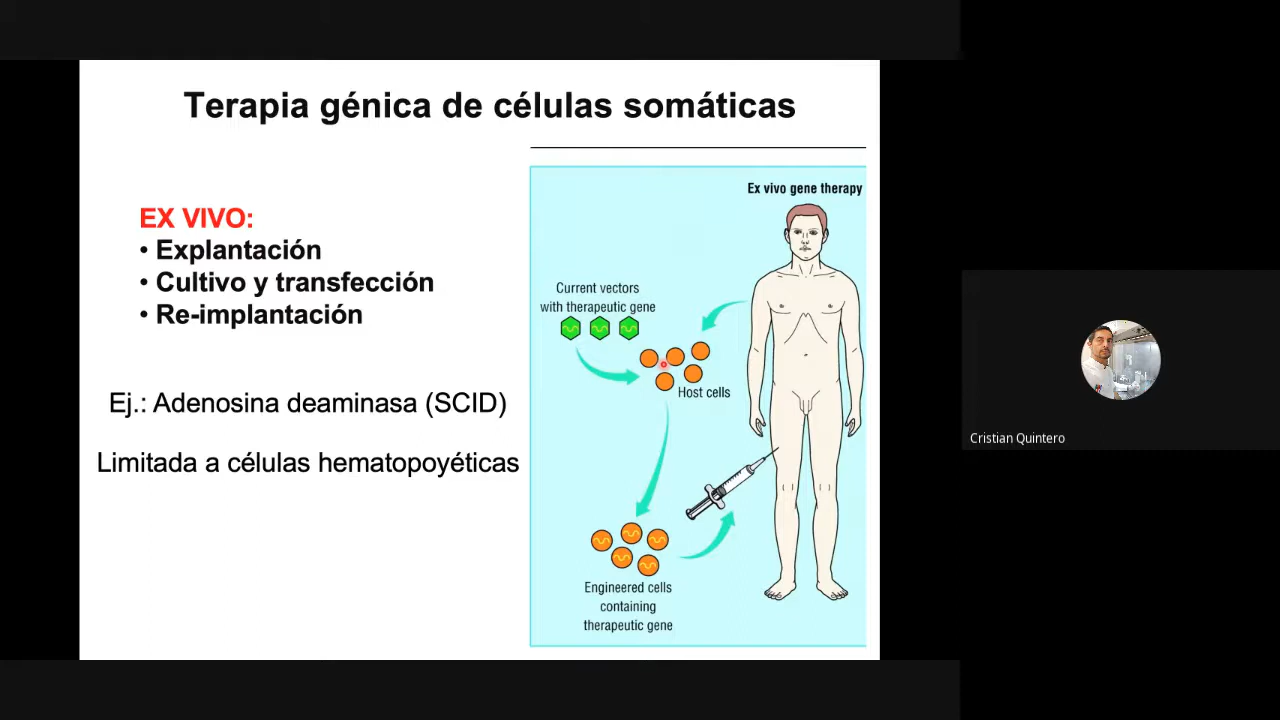 Terapia génica de células somáticas
EX VIVO:
• Explantación
• Cultivo y transfección
• Re-implantación
Ej.: Adenosina deaminasa (SCID)
Limitada a células hematopoyéticas
Ex vivo gene therapy
Current vectors
with therapeutic gene
Host cells
Engineered cells
containing
therapeutic gene
Cristian Quintero